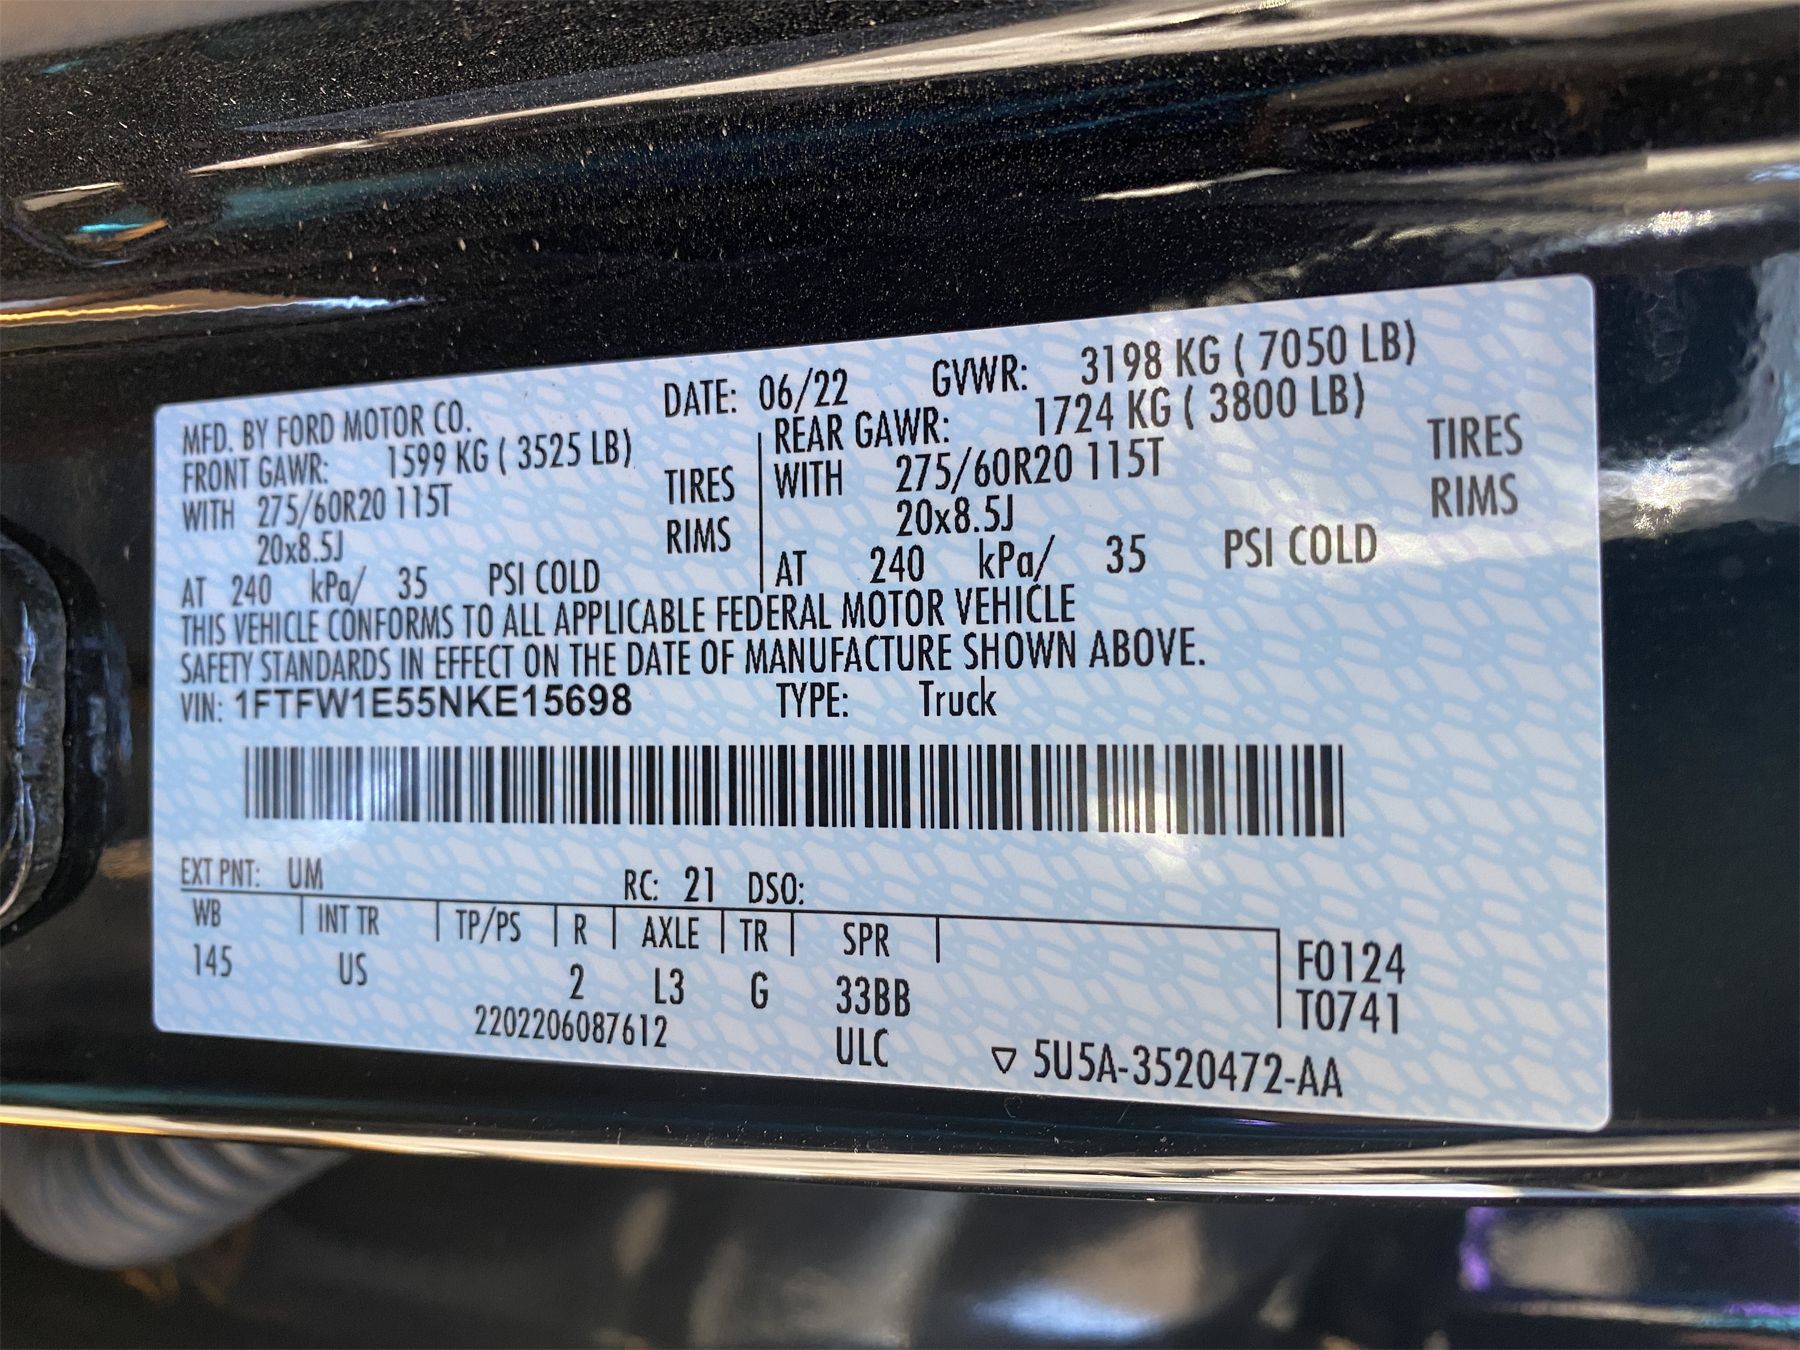 MFD. BY FORD MOTOR CO. DATE: 06/22 GVWR: 3198 KG ( 7050 LB)
FRONT GAWR: 1599 KG ( 3525 LB) REAR GAWR: 1724 KG ( 3800 LB)
WITH 275/60R20 115T TIRES WITH 275/60R20 115T TIRES
20x8.5J RIMS 20x8.5J RIMS
AT 240 kPa/ 35 PSI COLD AT 240 kPa/ 35 PSI COLD
THIS VEHICLE CONFORMS TO ALL APPLICABLE FEDERAL MOTOR VEHICLE
SAFETY STANDARDS IN EFFECT ON THE DATE OF MANUFACTURE SHOWN ABOVE.
VIN: 1FTFW1E55NKE15698 TYPE: Truck
EXT PNT: UM RC: 21 DSO:
WB INT TR TP/PS R AXLE TR SPR F0124
145 US 2 L3 G 33BB T0741
2202206087612 ULC ▽ 5U5A-3520472-AA